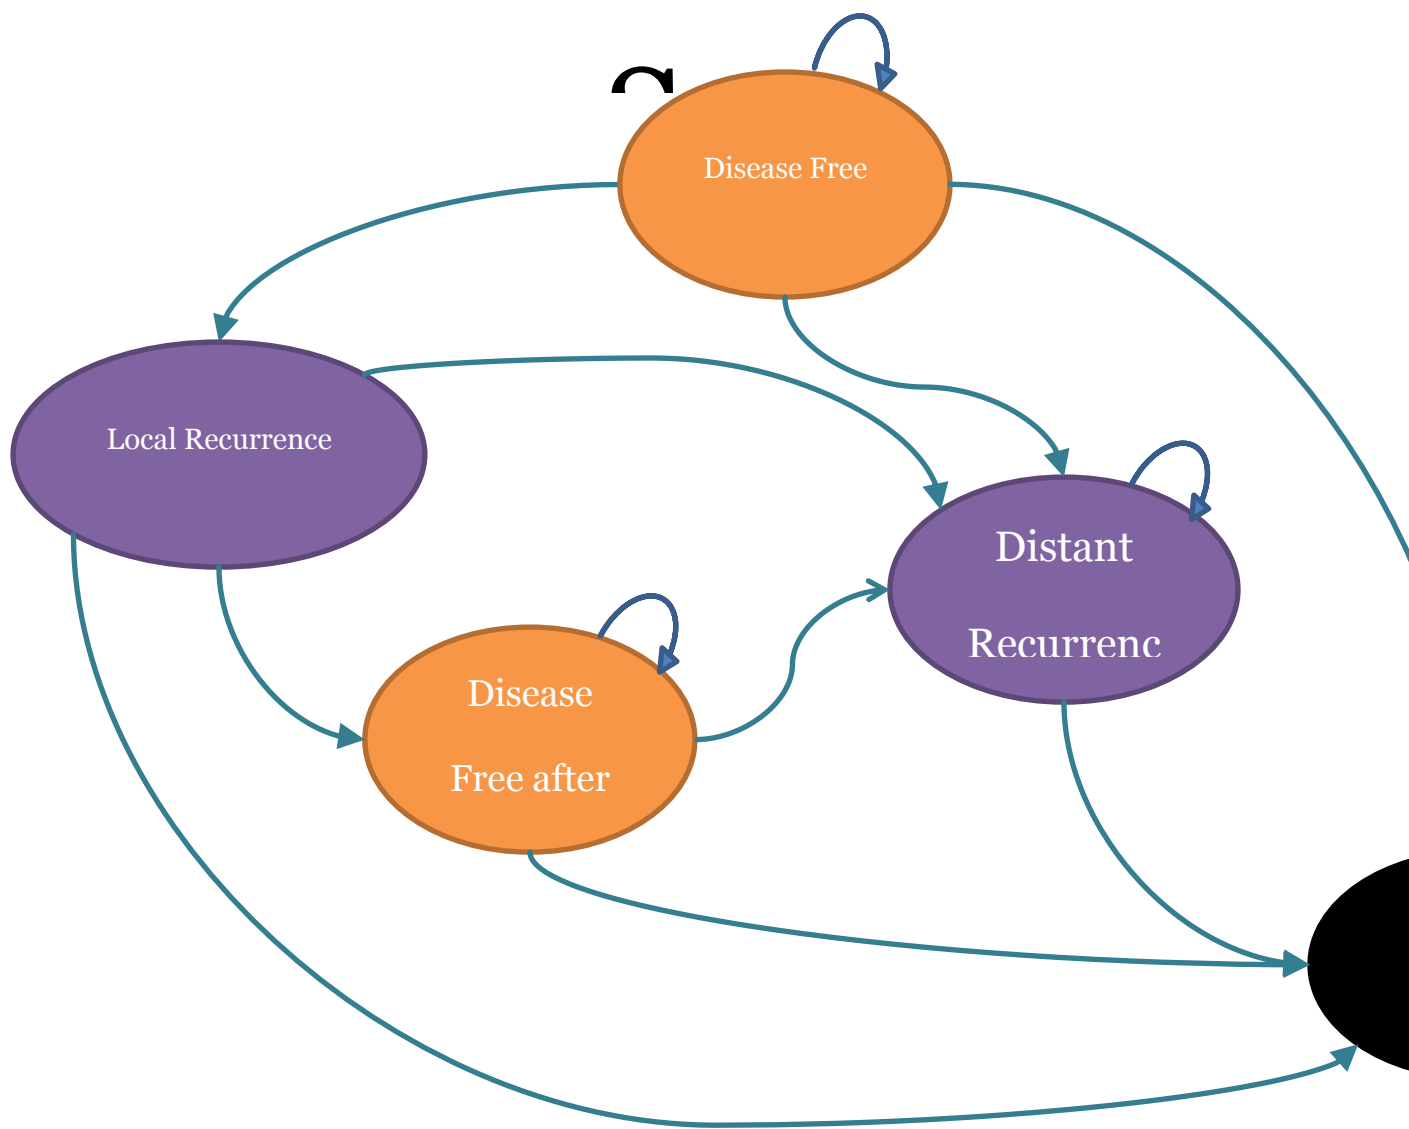 Disease Free
Local Recurrence
Distant
Recurrenc
Disease
Free after